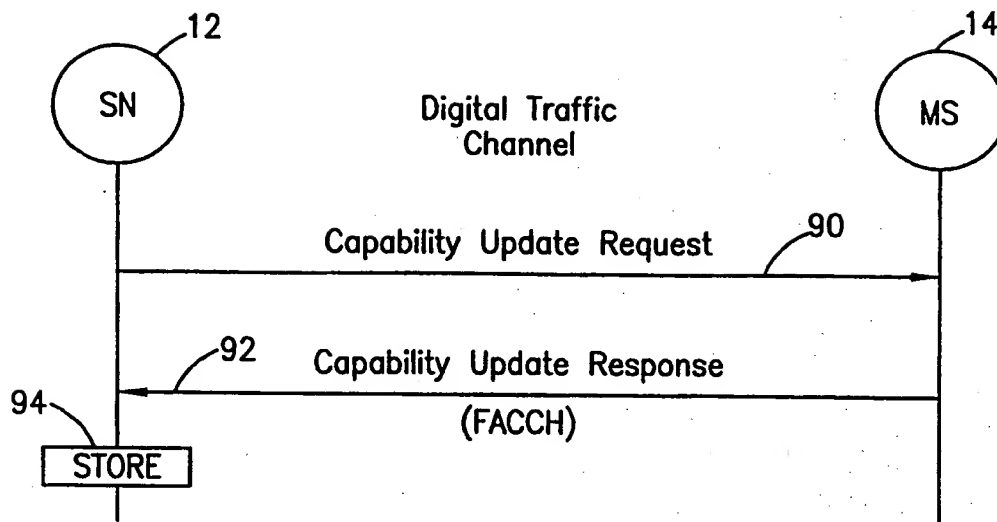 12
14
SN
Digital Traffic
Channel
MS
Capability Update Request
90
92
Capability Update Response
(FACCH)
94
STORE